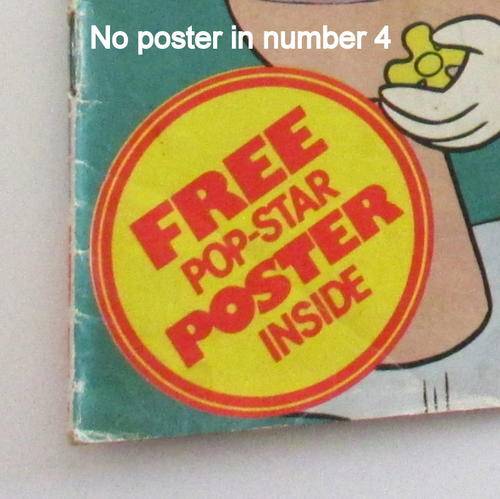 No poster in number 4
FREE
POP-STAR
POSTER
INSIDE